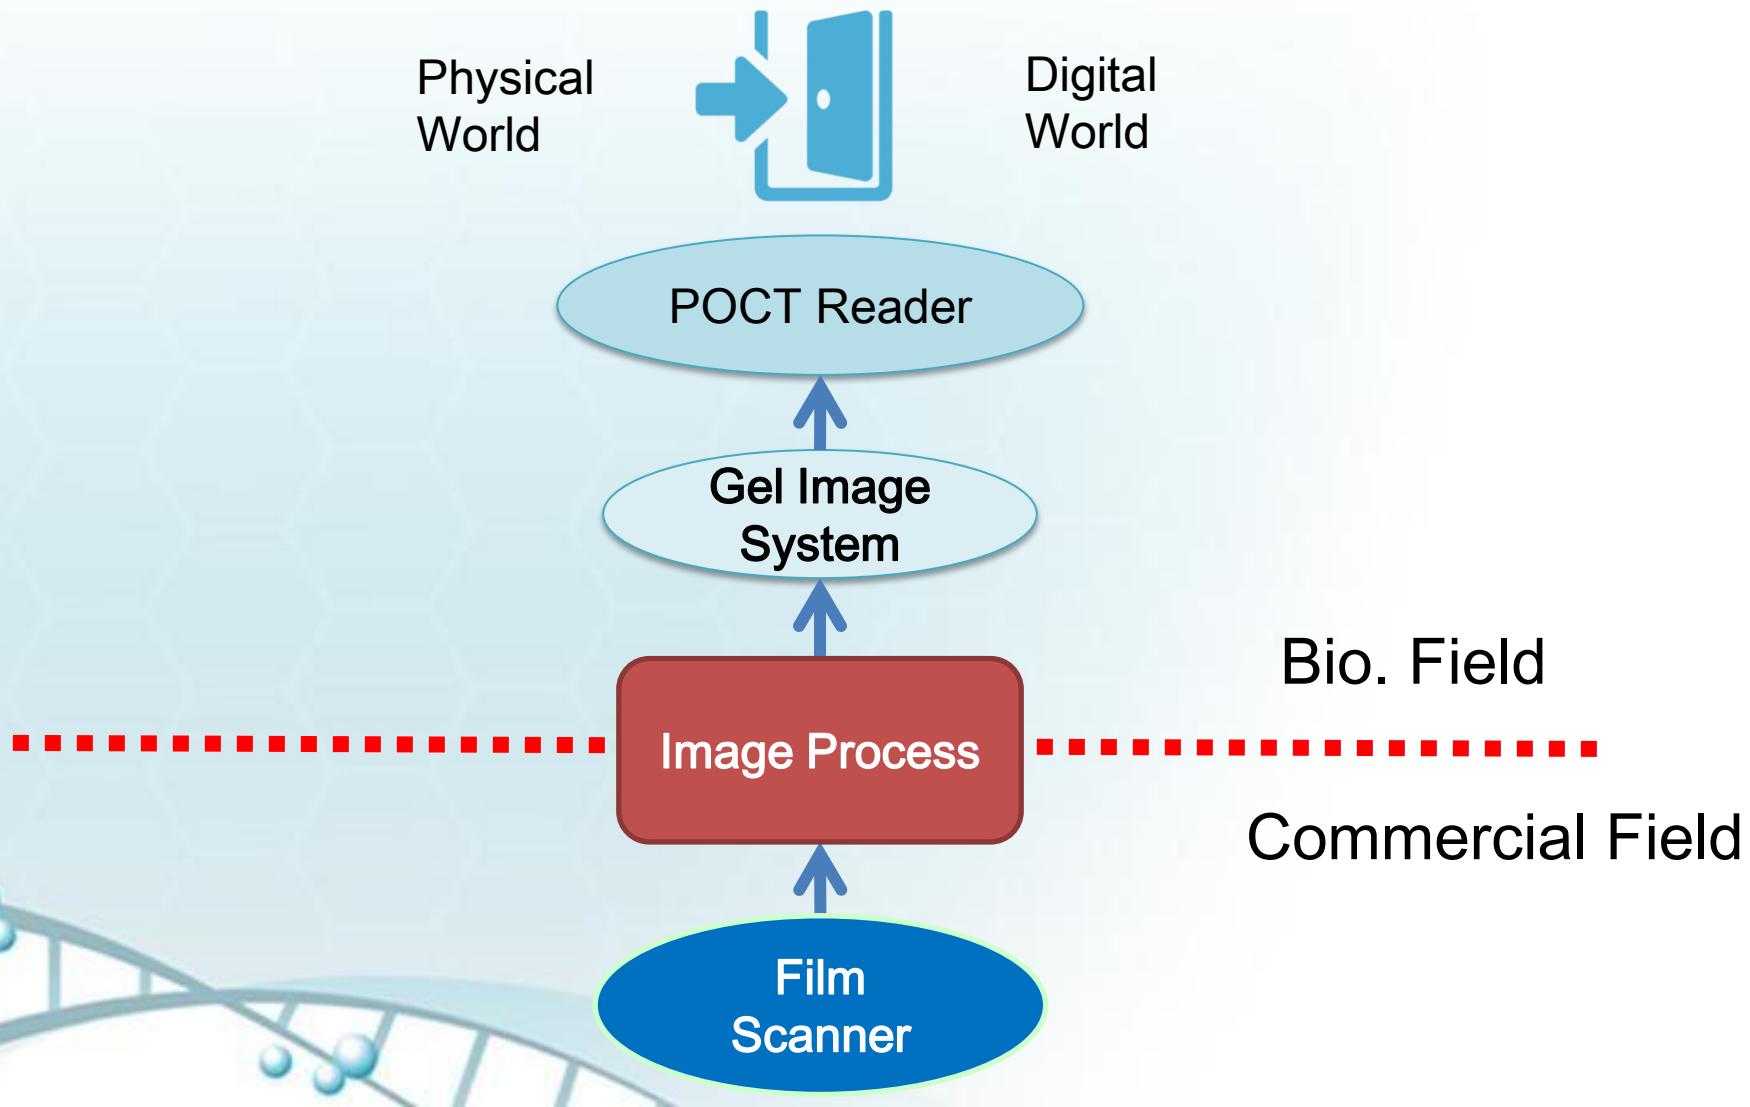 Physical
World
Digital
World
POCT Reader
Gel Image
System
Bio. Field
Image Process
Commercial Field
Film
Scanner